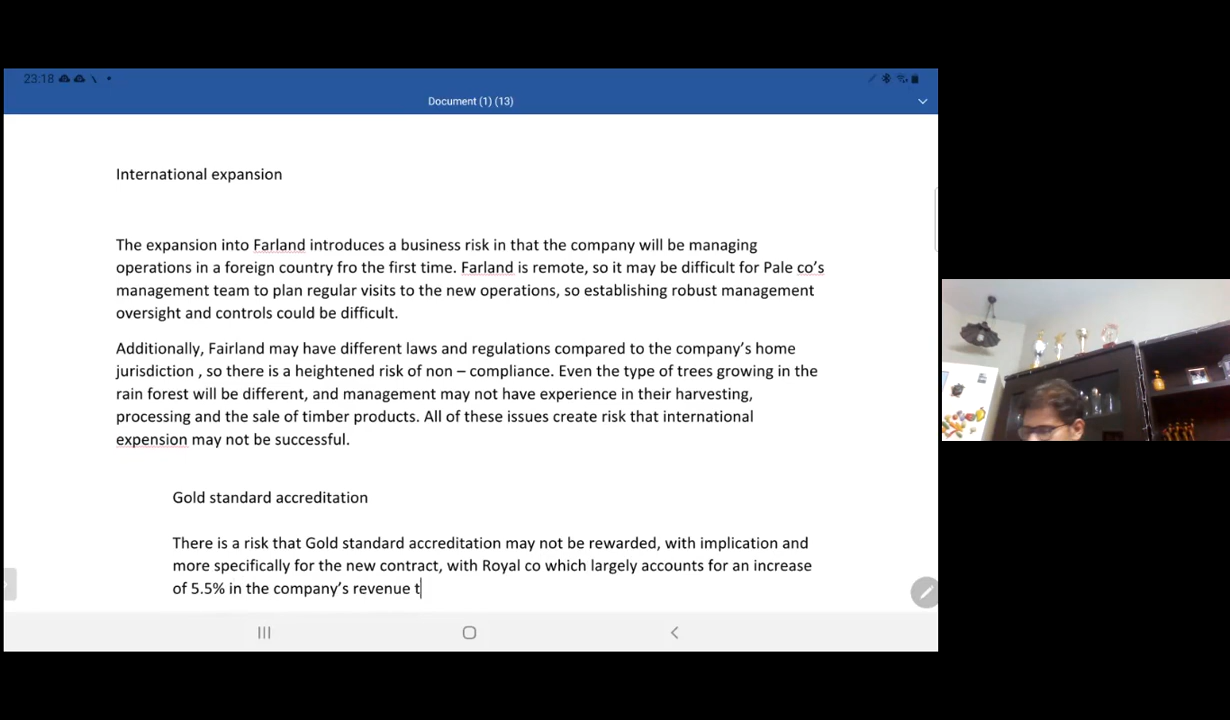 23:18
Document (1) (13)
International expansion
The expansion into Farland introduces a business risk in that the company will be managing
operations in a foreign country fro the first time. Farland is remote, so it may be difficult for Pale co's
management team to plan regular visits to the new operations, so establishing robust management
oversight and controls could be difficult.
Additionally, Fairland may have different laws and regulations compared to the company's home
jurisdiction , so there is a heightened risk of non – compliance. Even the type of trees growing in the
rain forest will be different, and management may not have experience in their harvesting,
processing and the sale of timber products. All of these issues create risk that international
expension may not be successful.
Gold standard accreditation
There is a risk that Gold standard accreditation may not be rewarded, with implication and
more specifically for the new contract, with Royal co which largely accounts for an increase
of 5.5% in the company's revenue t